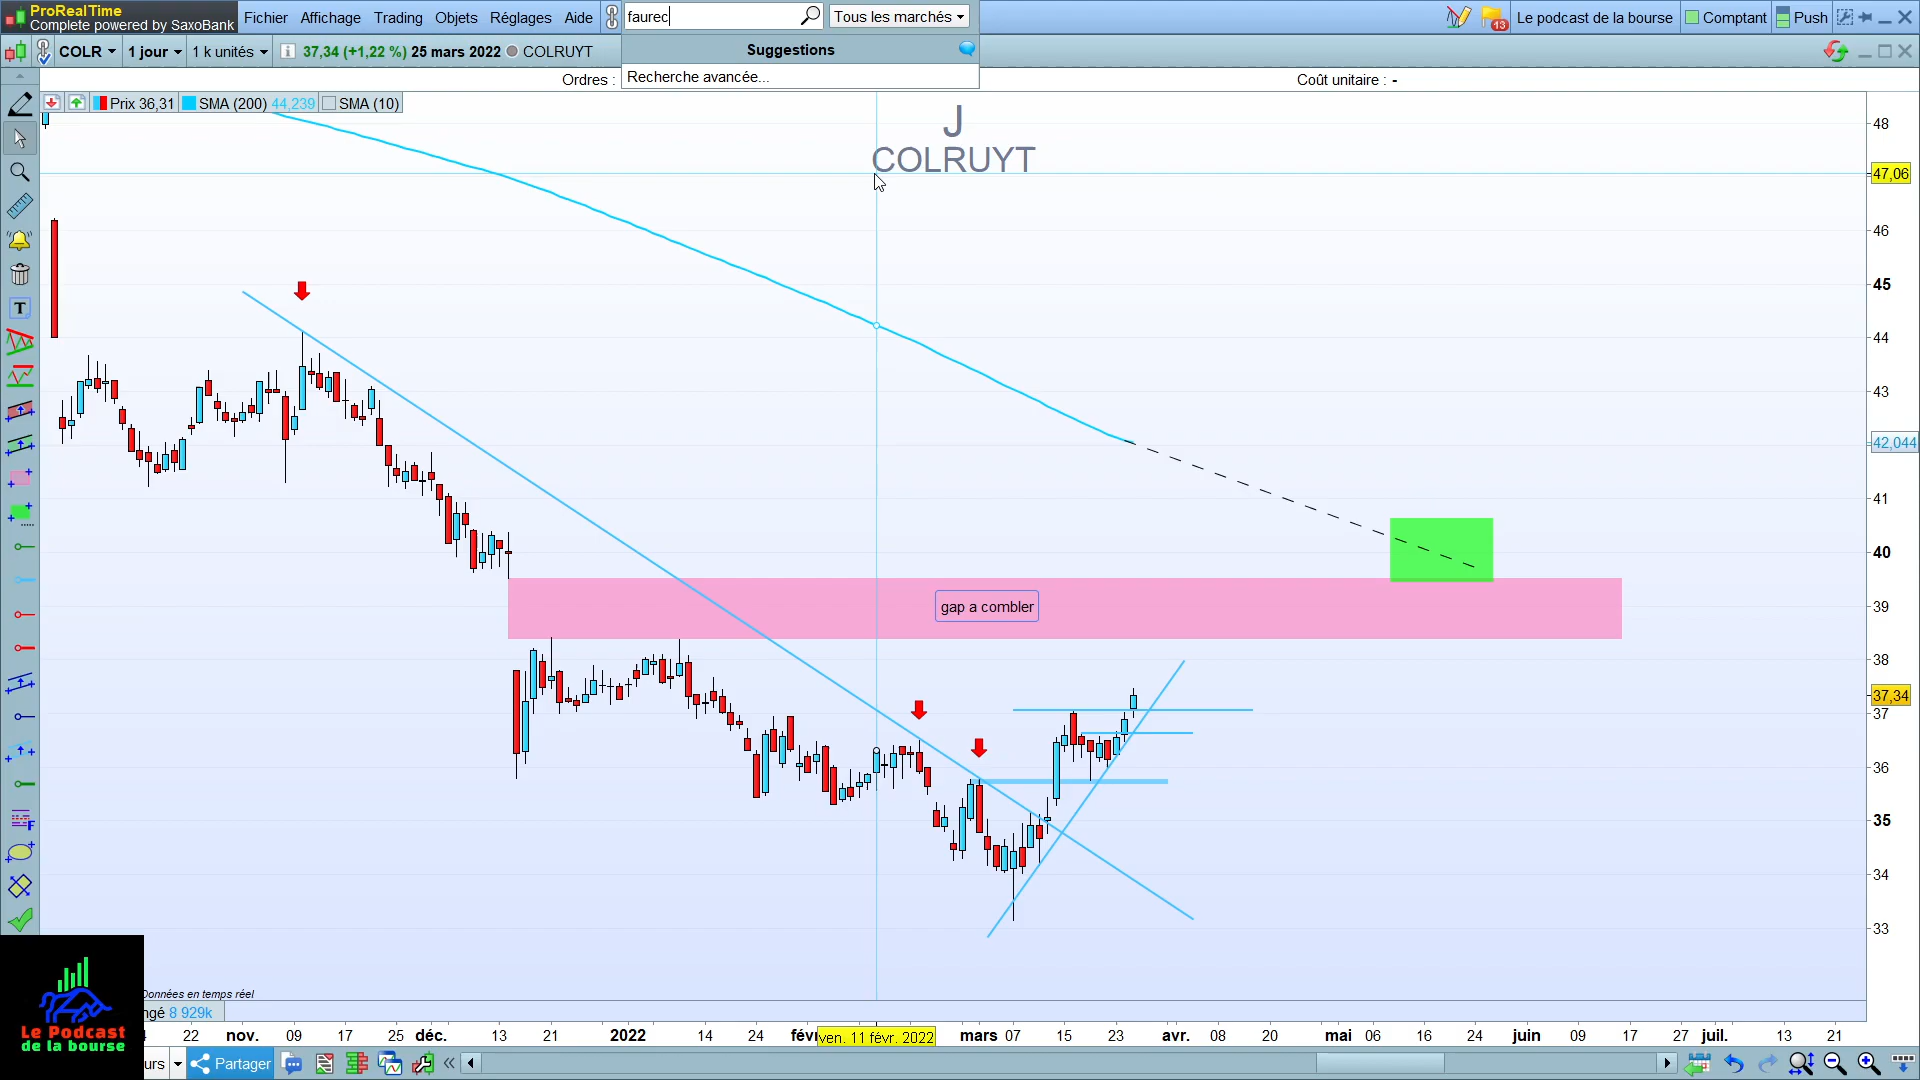 ProRealTime
Complete powered by SaxoBank
Fichier Affichage Trading Objets Réglages Aide
faurec
Tous les marchés
13
Le podcast de la bourse
Comptant
Push
COLR
1 jour
1 k unités
37,34 (+1,22 %) 25 mars 2022
COLRUYT
Suggestions
Recherche avancée...
Ordres :
Coût unitaire : -
Prix 36,31
SMA (200) 44,239
SMA (10)
J
COLRUYT
gap a combler
48
47,06
46
45
44
43
42,044
41
40
39
38
37,34
37
36
35
34
33
Données en temps réel
ngé 8 929k
22 nov. 09 17 25 déc. 13 21 2022 14 24 févr ven. 11 févr. 2022 mars 07 15 23 avr. 08 20 mai 06 16 24 juin 09 17 27 juil. 13 21
Le Podcast
de la bourse
urs
Partager